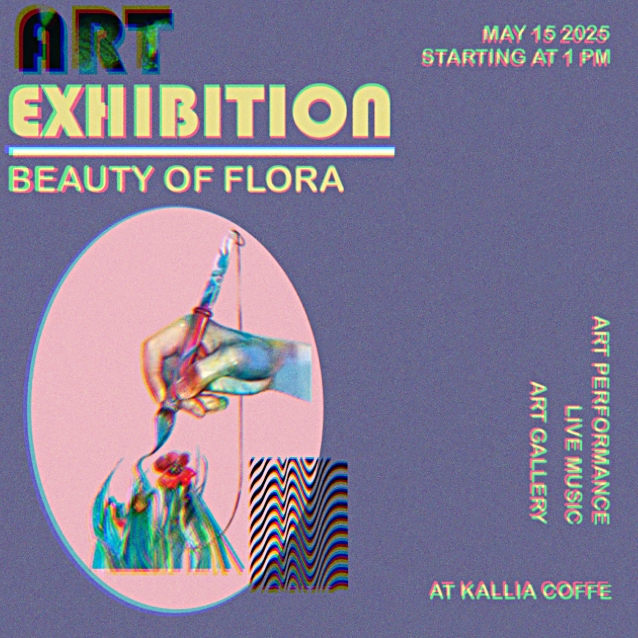 ART
EXHIBITION
BEAUTY OF FLORA
MAY 15 2025
STARTING AT 1 PM
ART PERFORMANCE
LIVE MUSIC
ART GALLERY
AT KALLIA COFFE